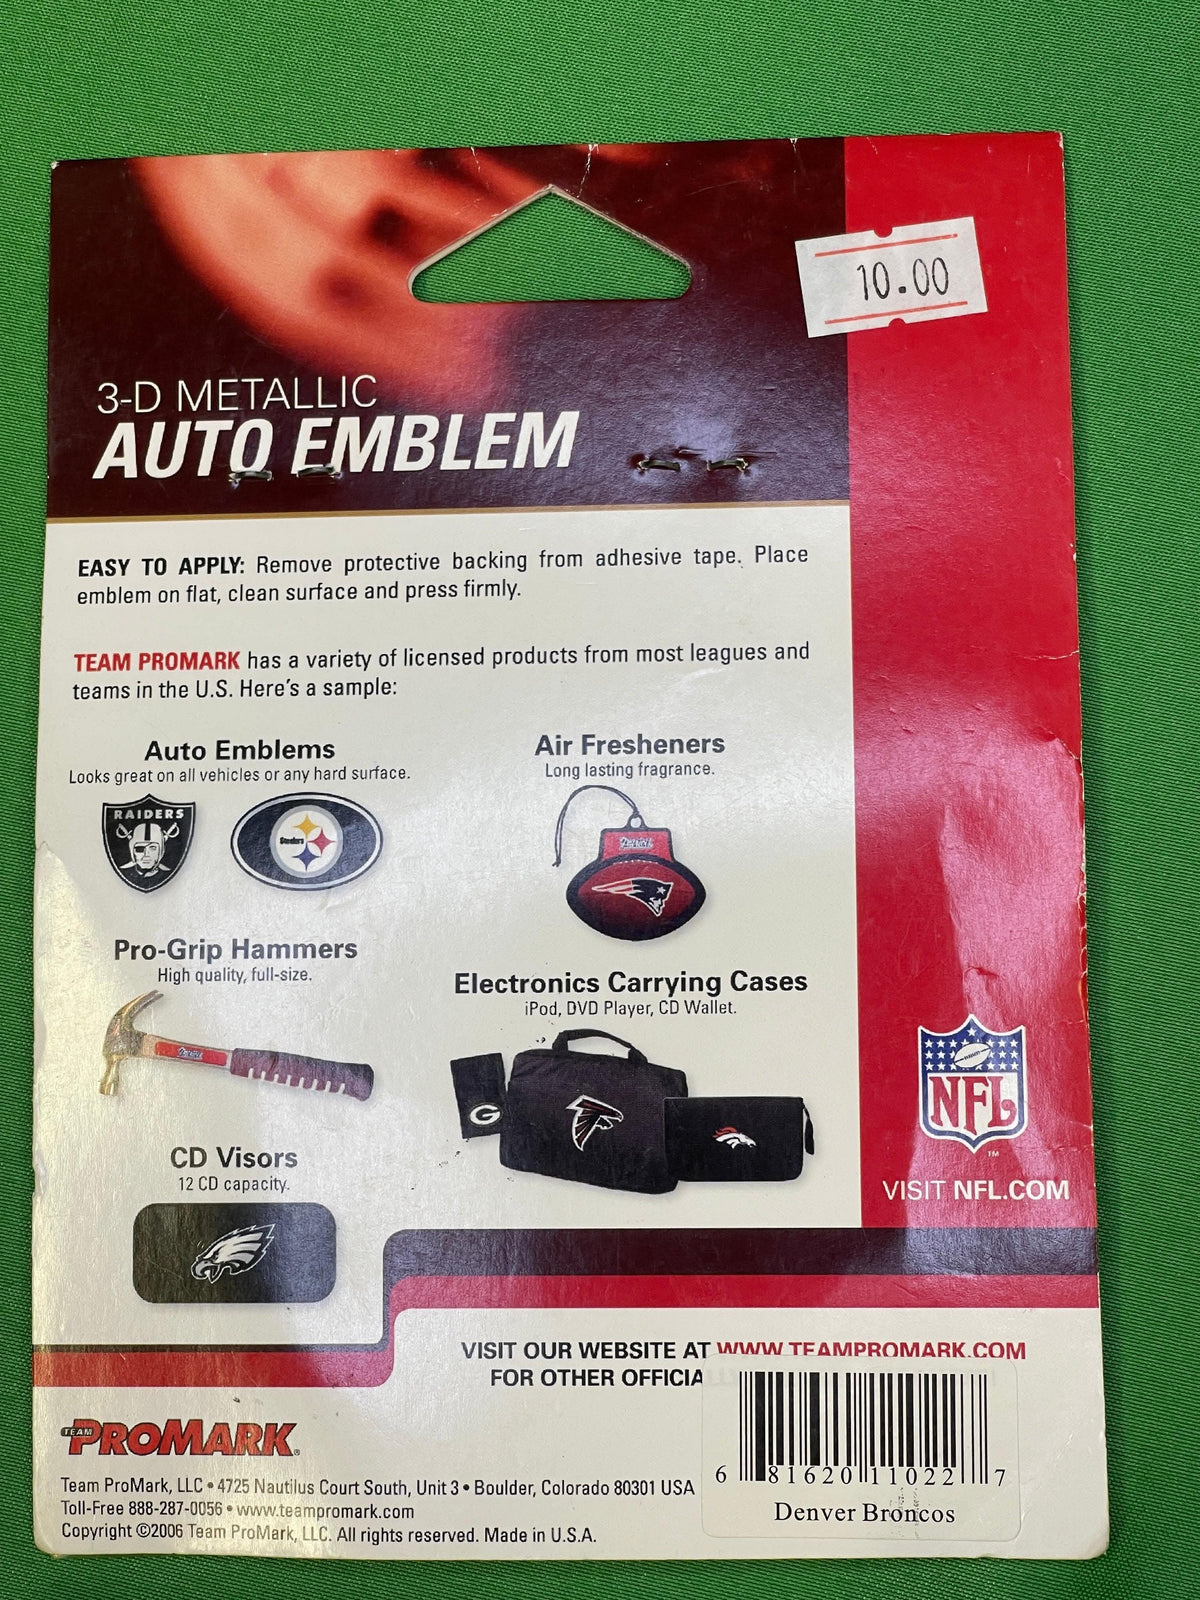 10.00
3-D METALLIC
AUTO EMBLEM
EASY TO APPLY: Remove protective backing from adhesive tape. Place
emblem on flat, clean surface and press firmly.
TEAM PROMARK has a variety of licensed products from most leagues and
teams in the U.S. Here's a sample:
Auto Emblems
Looks great on all vehicles or any hard surface.
RAIDERS
Steelers
Air Fresheners
Long lasting fragrance.
Pro-Grip Hammers
High quality, full-size.
Electronics Carrying Cases
iPod, DVD Player, CD Wallet.
G
CD Visors
12 CD capacity.
NFL
TM
VISIT NFL.COM
VISIT OUR WEBSITE AT WWW.TEAMPROMARK.COM
FOR OTHER OFFICIA
TEAM PROMARK®
Team ProMark, LLC • 4725 Nautilus Court South, Unit 3 • Boulder, Colorado 80301 USA
Toll-Free 888-287-0056 • www.teampromark.com
Copyright ©2006 Team ProMark, LLC. All rights reserved. Made in U.S.A.
6 81620 11022 7
Denver Broncos